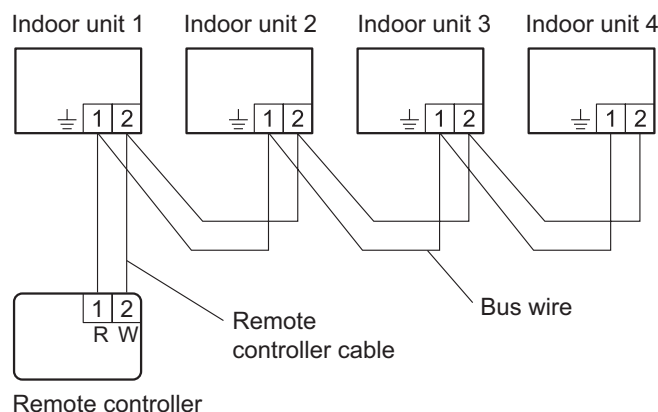 Indoor unit 1 Indoor unit 2 Indoor unit 3 Indoor unit 4
1 2 1 2 1 2 1 2
1 2
R W
Remote
controller cable
Bus wire
Remote controller